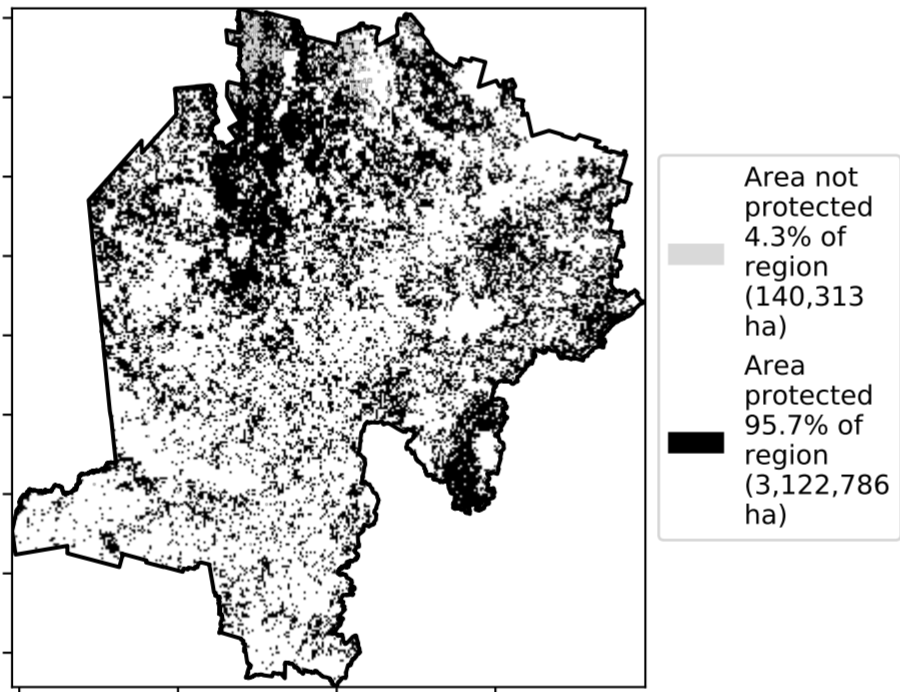 Area not
protected
4.3% of
region
(140,313
ha)
Area
protected
95.7% of
region
(3,122,786
ha)